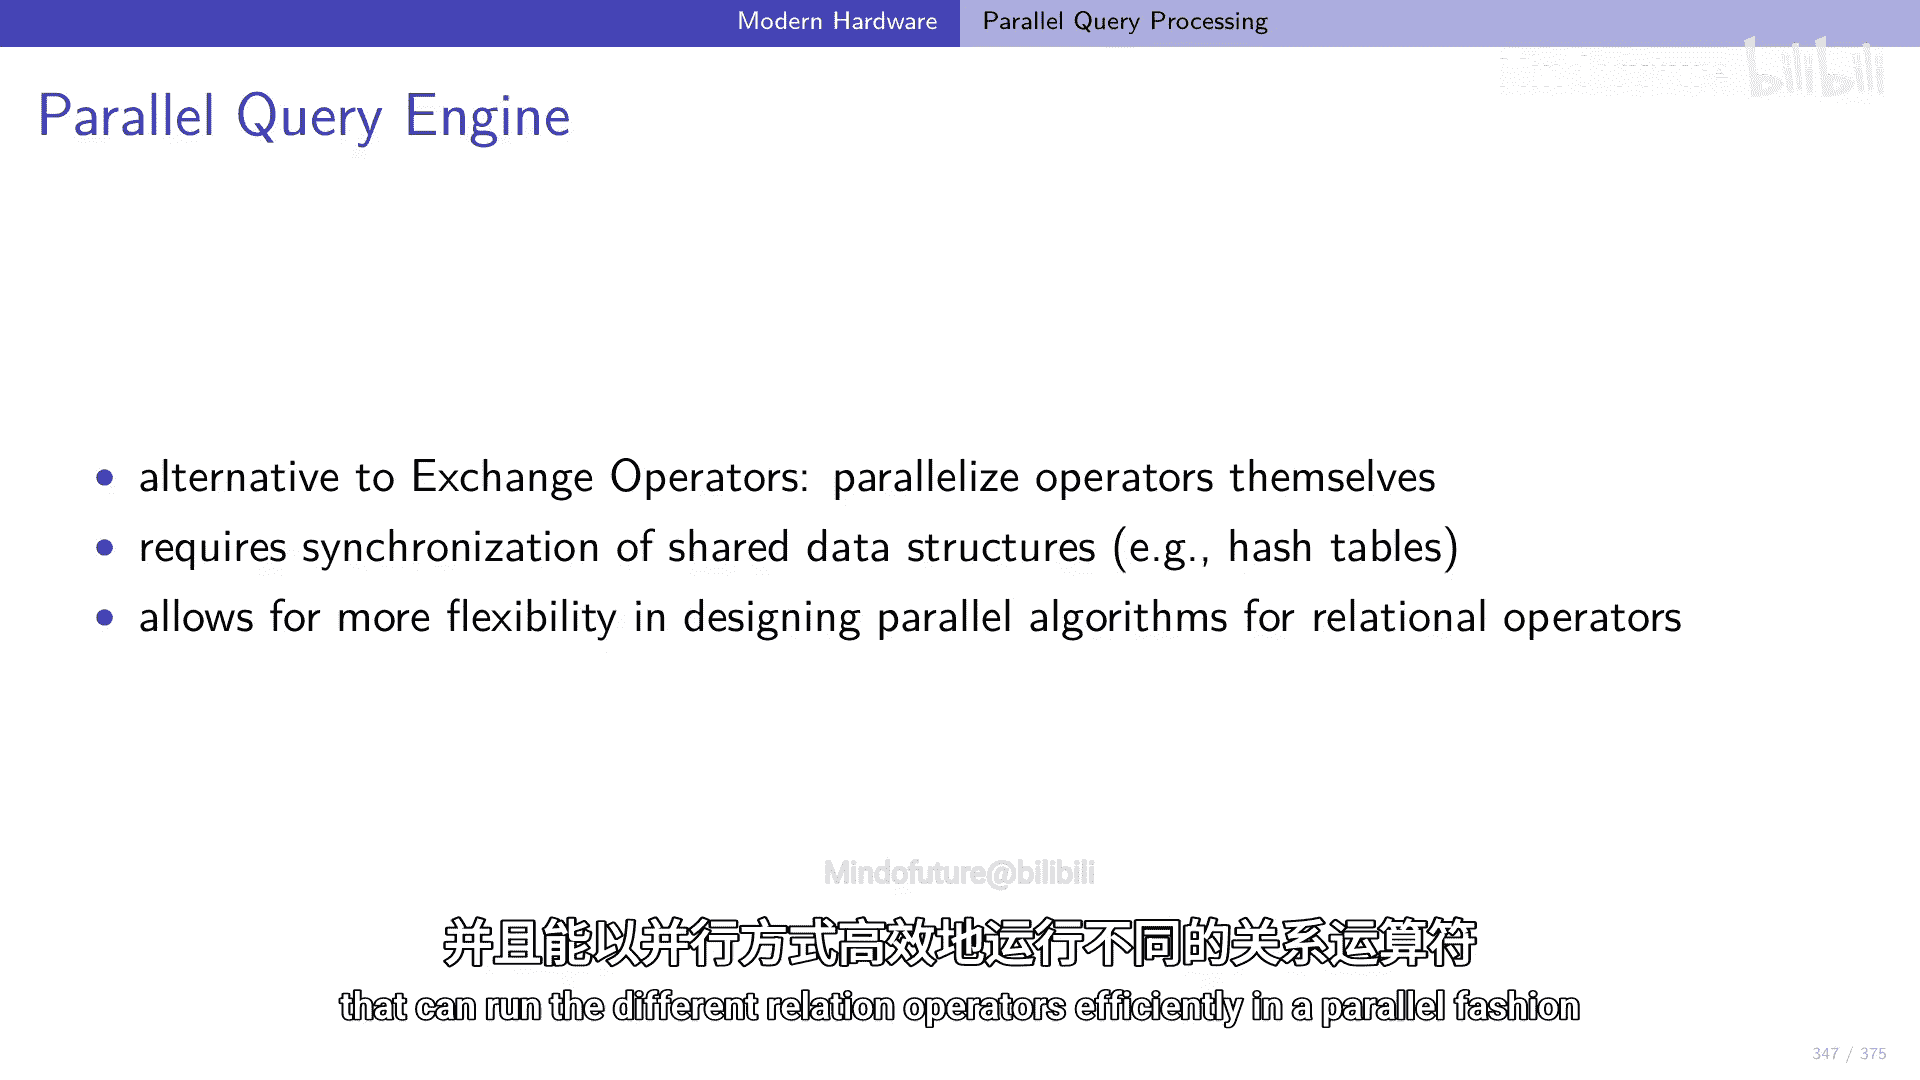 Modern Hardware
Parallel Query Processing
bilibili
Parallel Query Engine
• alternative to Exchange Operators: parallelize operators themselves
• requires synchronization of shared data structures (e.g., hash tables)
• allows for more flexibility in designing parallel algorithms for relational operators
Mindofuture@bilibili
并且能以并行方式高效地运行不同的关系运算符
that can run the different relation operators efficiently in a parallel fashion
347 / 375